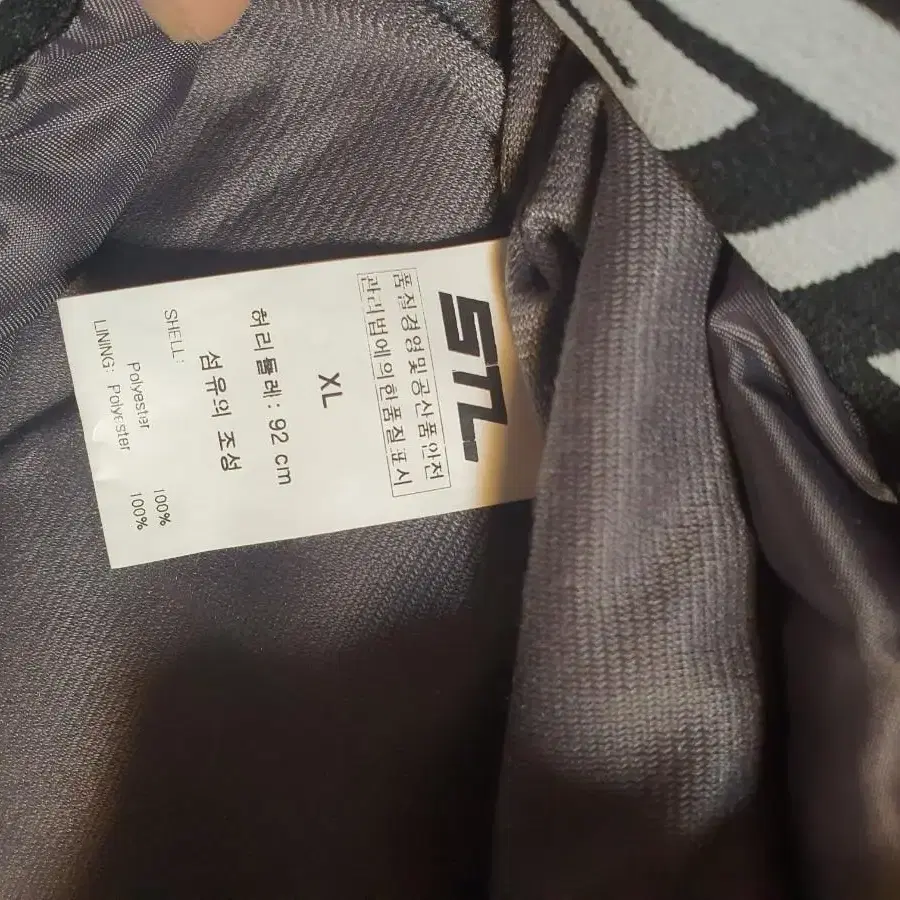 STL
품질경영및공산품안전
관리법에의한품질표시
XL
허리둘레 : 92 cm
섬유의 조성
SHELL:
Polyester 100%
LINING: Polyester 100%